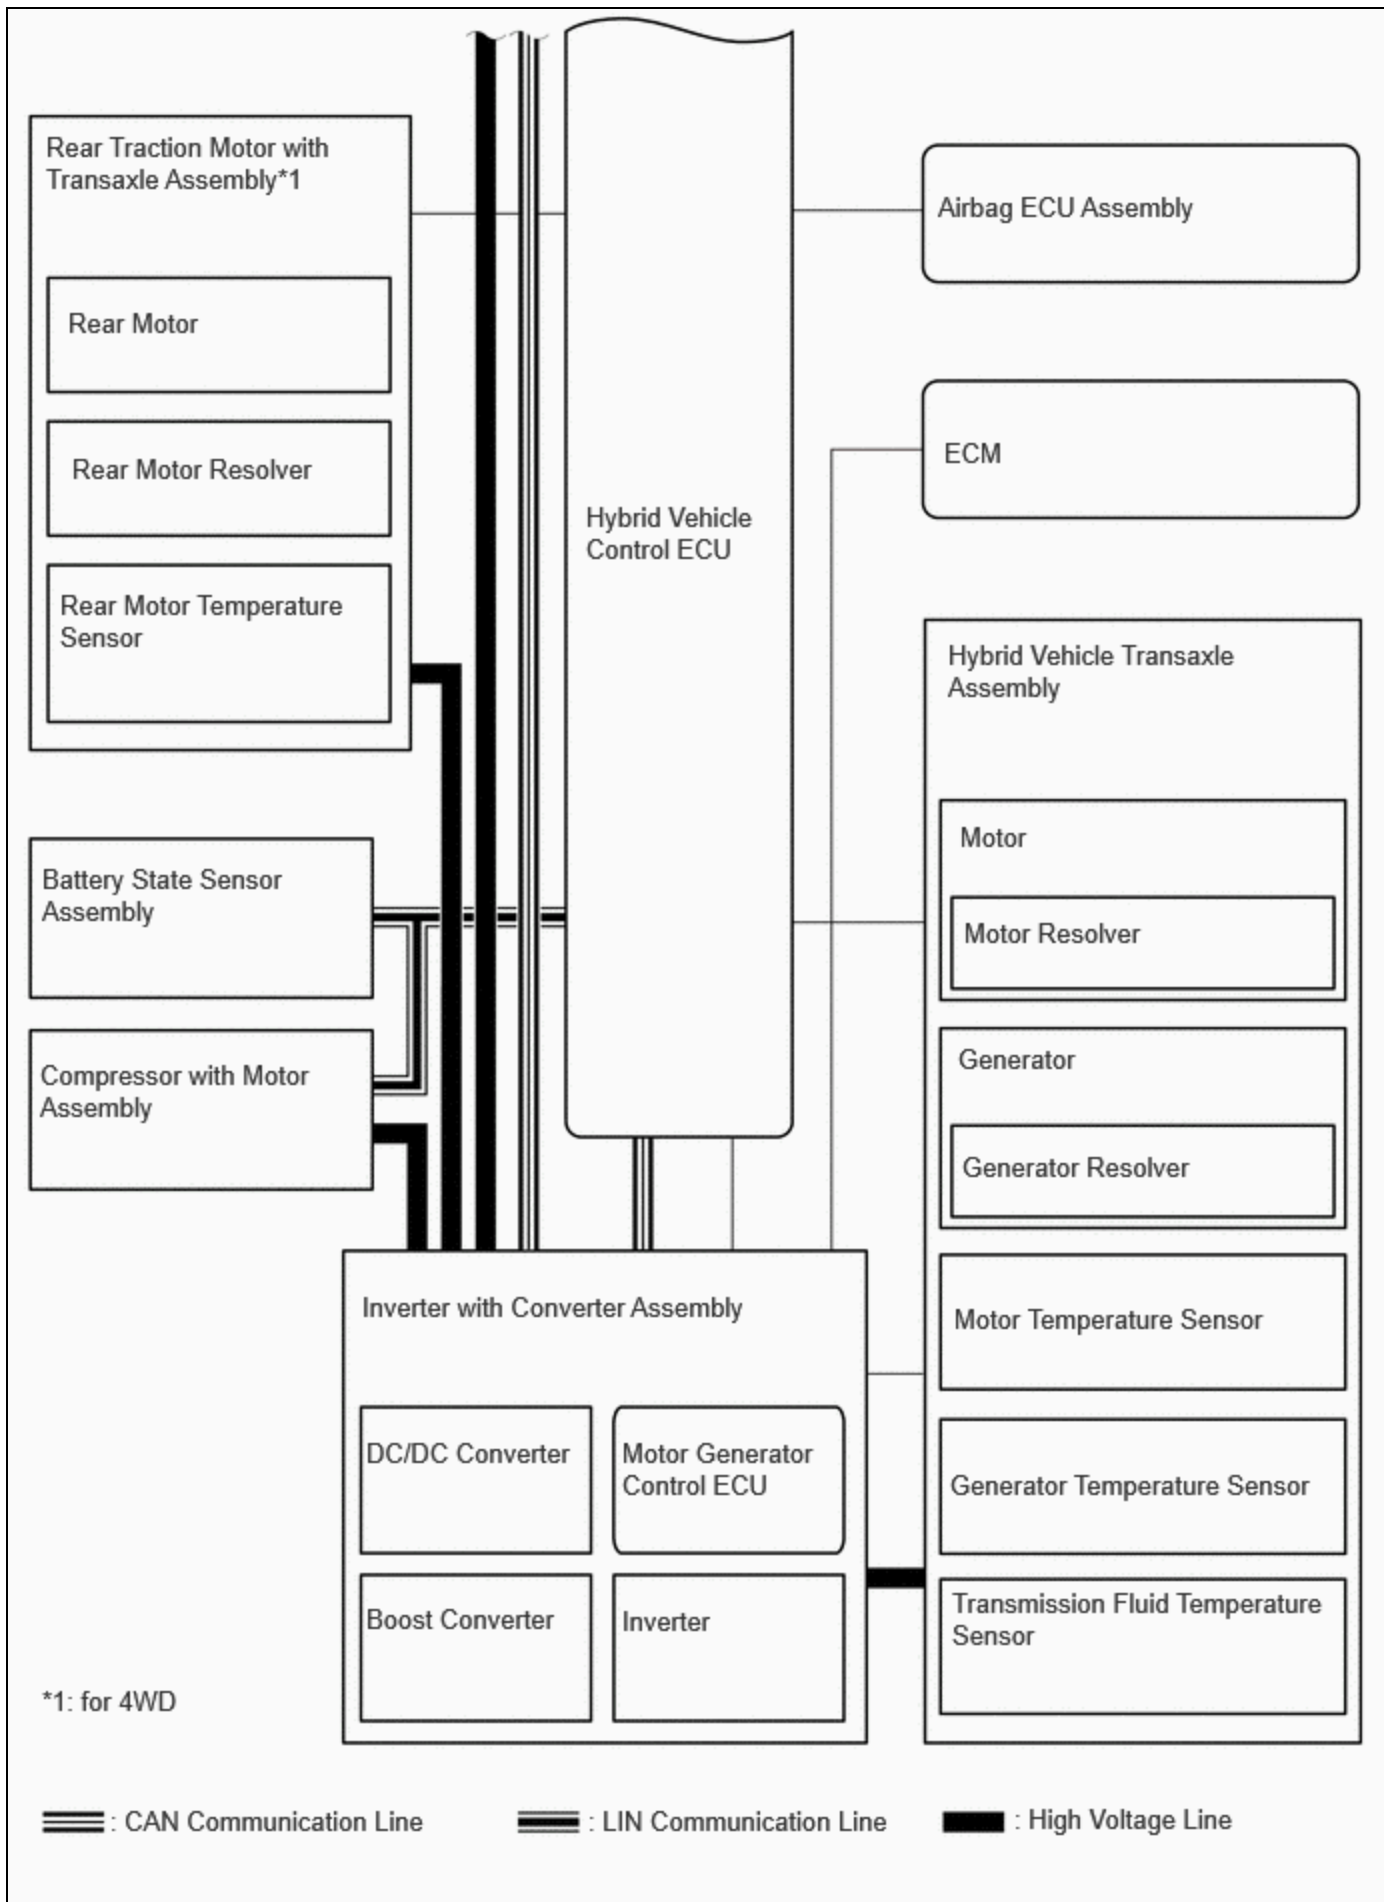 Rear Traction Motor with
Transaxle Assembly*1
Rear Motor
Rear Motor Resolver
Rear Motor Temperature
Sensor
Battery State Sensor
Assembly
Compressor with Motor
Assembly
Hybrid Vehicle
Control ECU
Airbag ECU Assembly
ECM
Hybrid Vehicle Transaxle
Assembly
Motor
Motor Resolver
Generator
Generator Resolver
Motor Temperature Sensor
Generator Temperature Sensor
Transmission Fluid Temperature
Sensor
Inverter with Converter Assembly
DC/DC Converter
Motor Generator
Control ECU
Boost Converter
Inverter
*1: for 4WD
: CAN Communication Line
: LIN Communication Line
: High Voltage Line